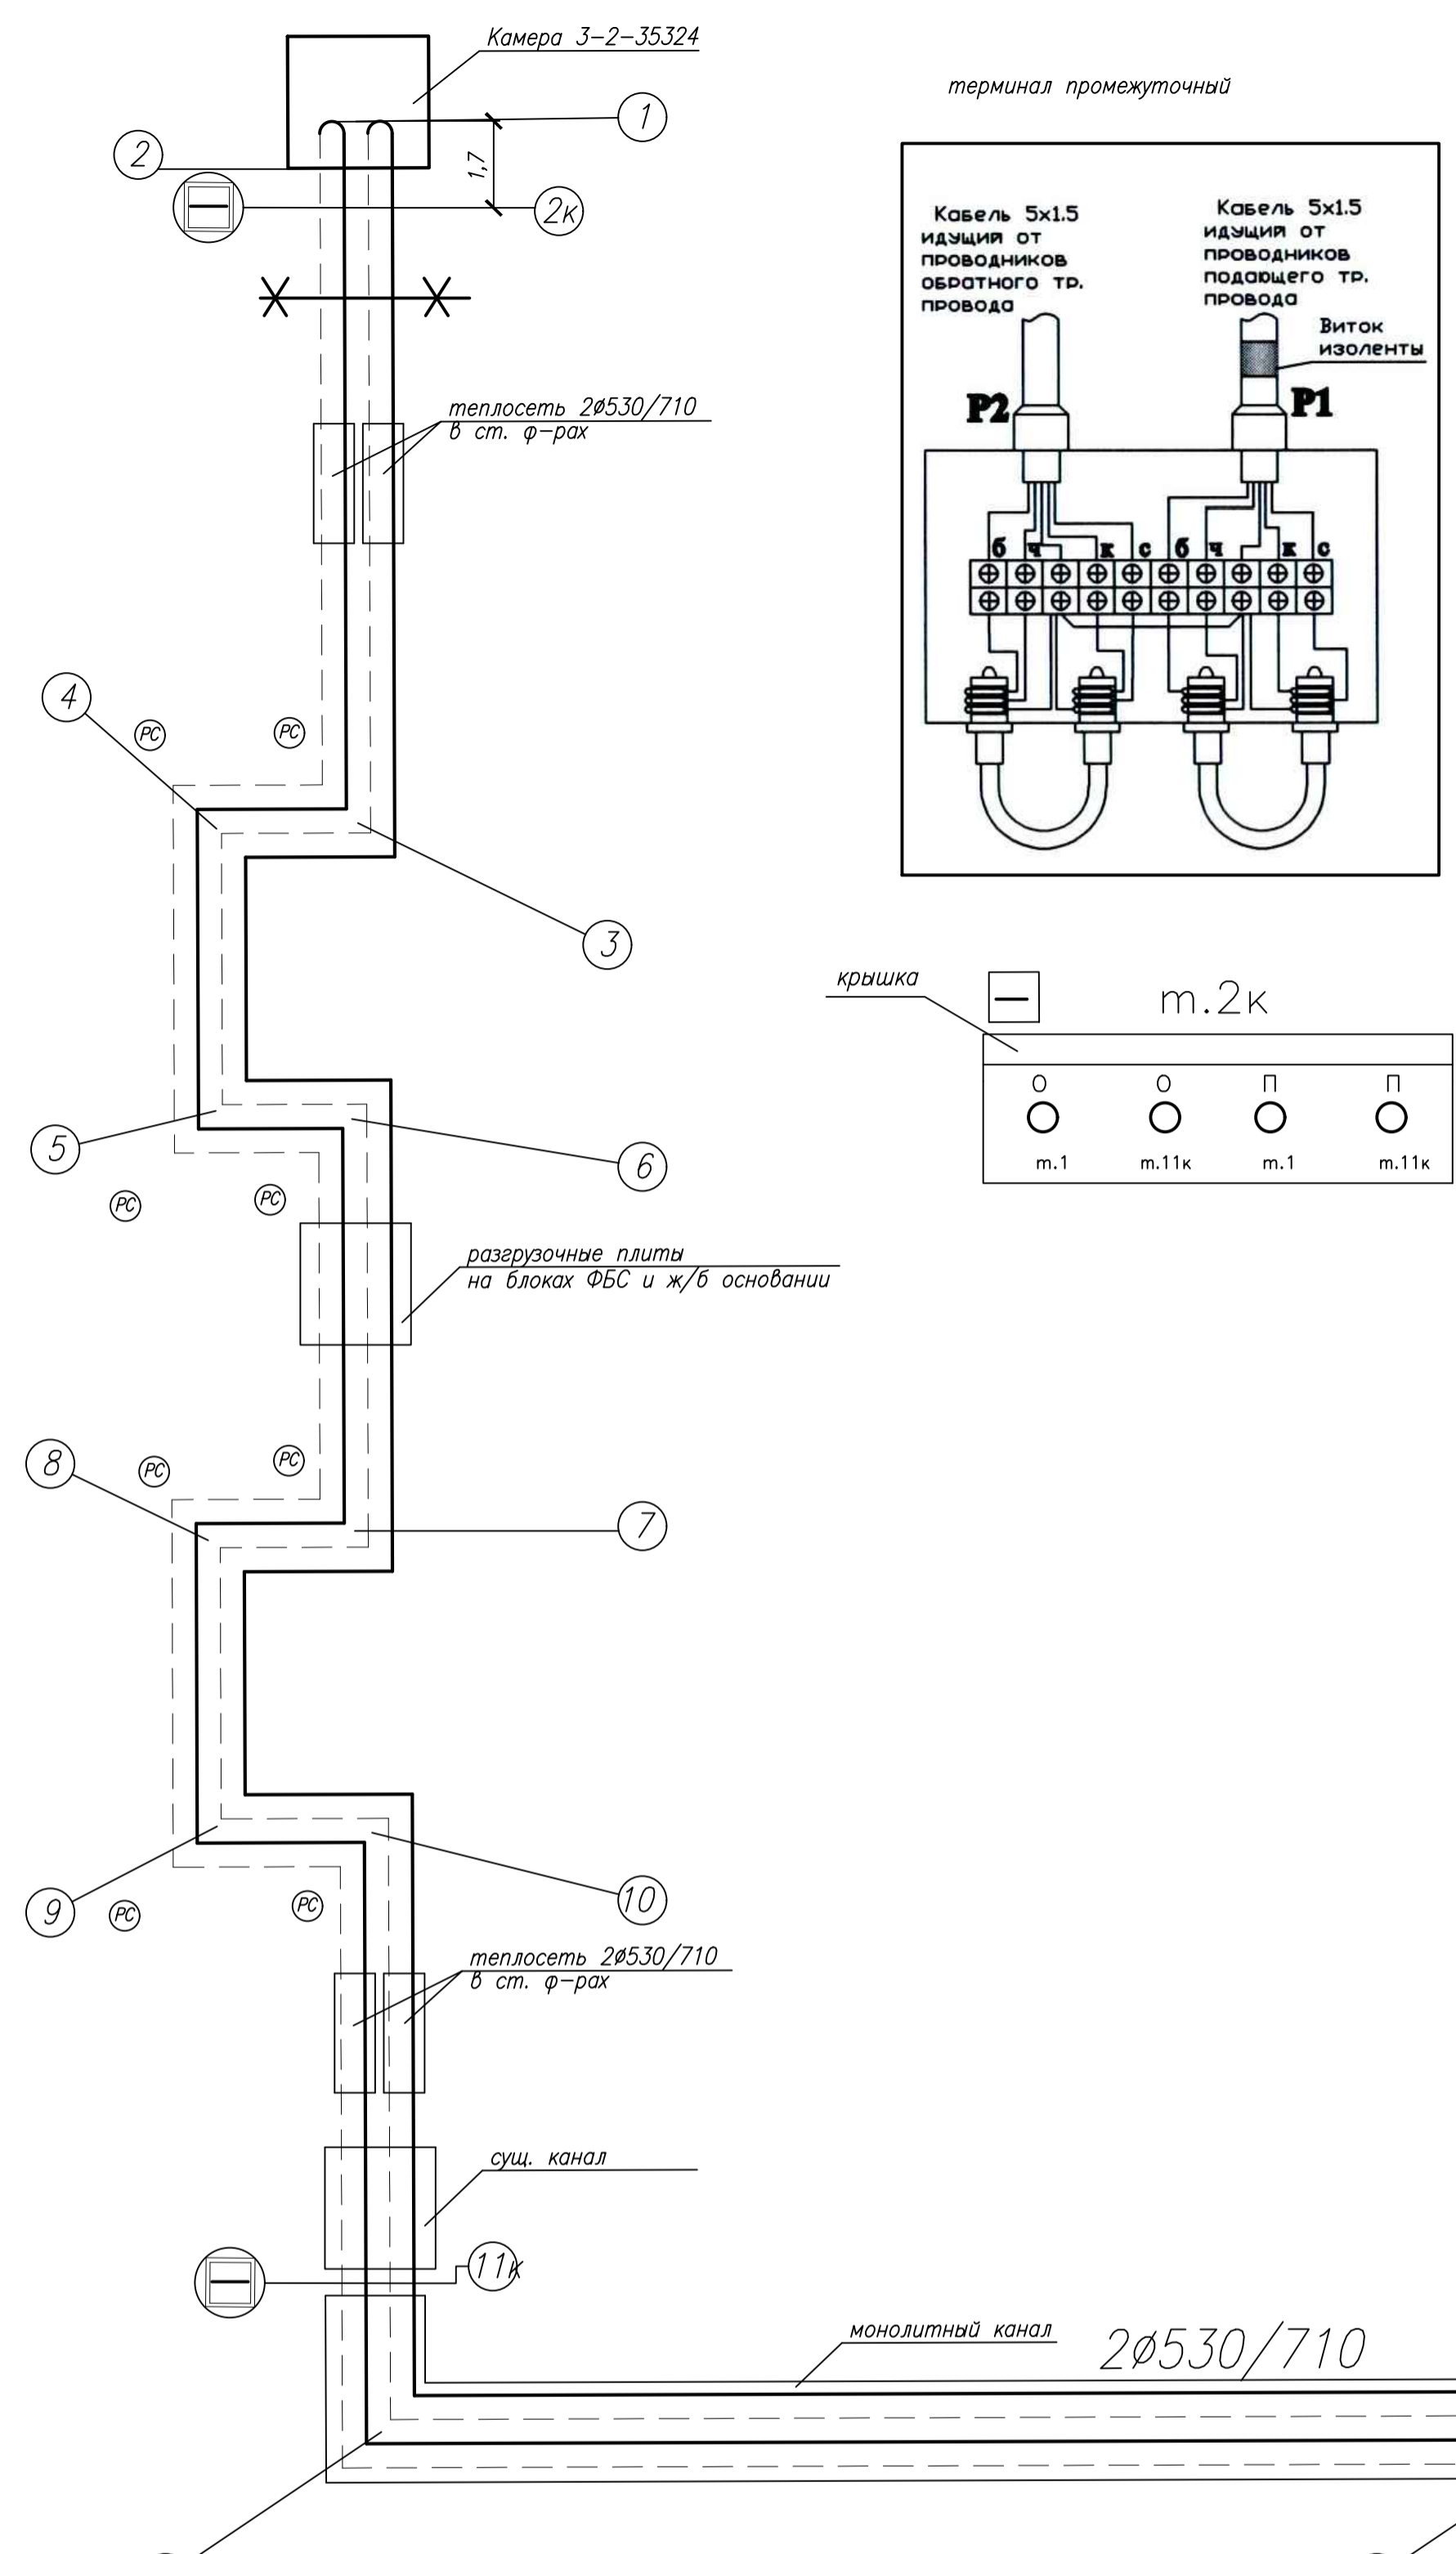 Камера 3-2-35324
1
2
1,7
2к
теплосеть 2ø530/710
в ст. ф-рах
4
РС
РС
3
5
6
РС
РС
разгрузочные плиты
на блоках ФБС и ж/б основании
8
РС
РС
7
9
РС
РС
10
теплосеть 2ø530/710
в ст. ф-рах
сущ. канал
11к
монолитный канал
2ø530/710
терминал промежуточный
Кабель 5x1.5
идущий от
проводников
обратного тр.
провода
Кабель 5x1.5
идущий от
проводников
подающего тр.
провода
Виток
изоленты
P2
P1
б ч к с б ч к с
крышка
т.2к
О О П П
т.1 т.11к т.1 т.11к